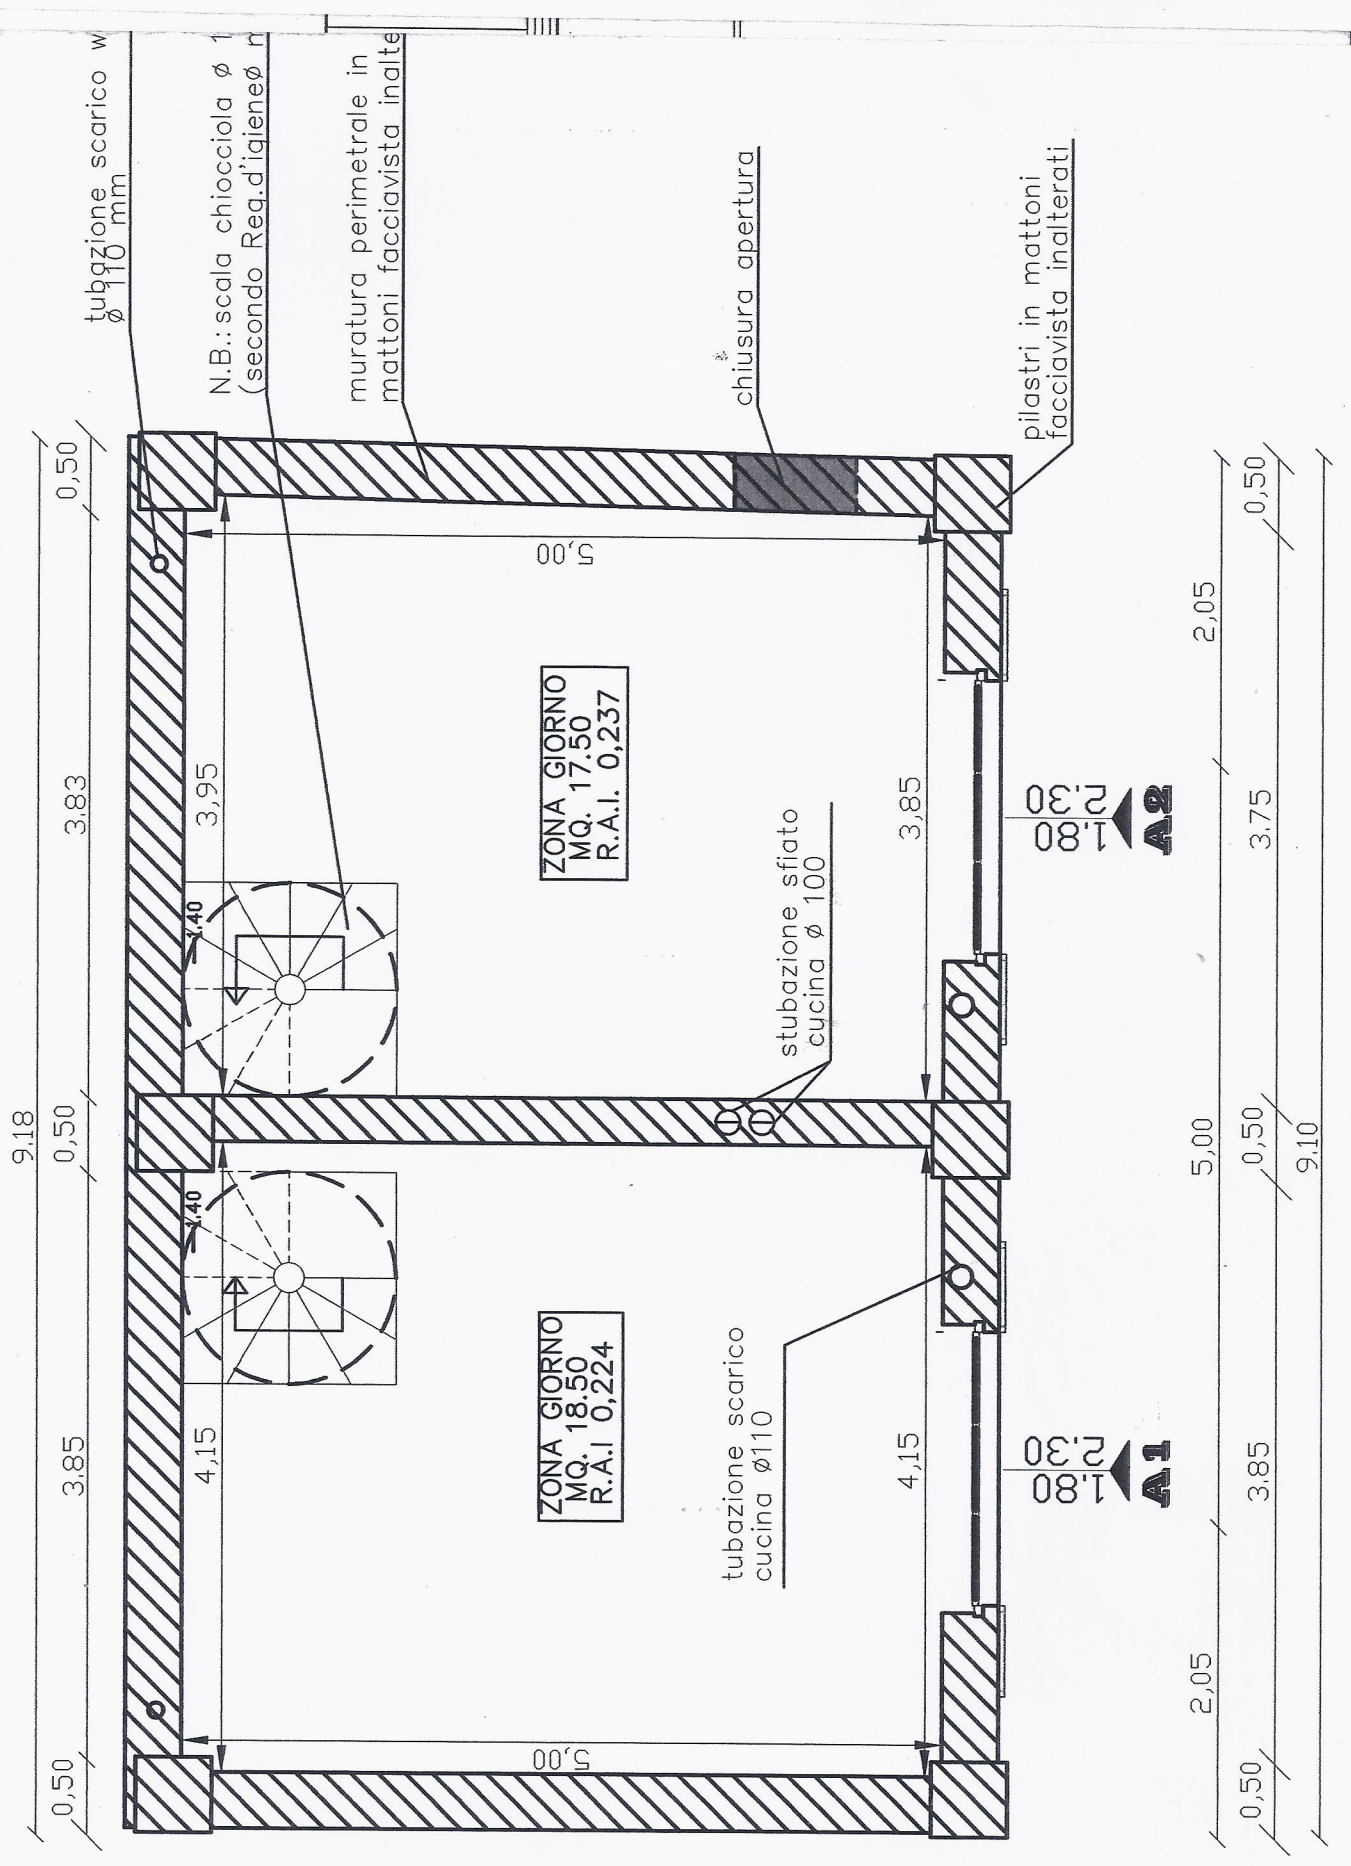 tubazione scarico w
ø 110 mm
N.B.: scala chiocciola ø 1
(secondo Reg.d'igieneø m
muratura perimetrale in
mattoni facciavista inalte
chiusura apertura
pilastri in mattoni
facciavista inalterati
9.18
0,50
3.85
0,50
3.83
0,50
4,15
3,95
1,40
1,40
5,00
5,00
ZONA GIORNO
MQ. 18.50
R.A.I 0,224
ZONA GIORNO
MQ. 17.50
R.A.I. 0,237
tubazione scarico
cucina ø110
stubazione sfiato
cucina ø 100
4,15
3,85
1.80
2.30
A1
1.80
2.30
A2
2,05
5,00
2,05
0,50
3.85
0,50
3.75
0,50
9.10